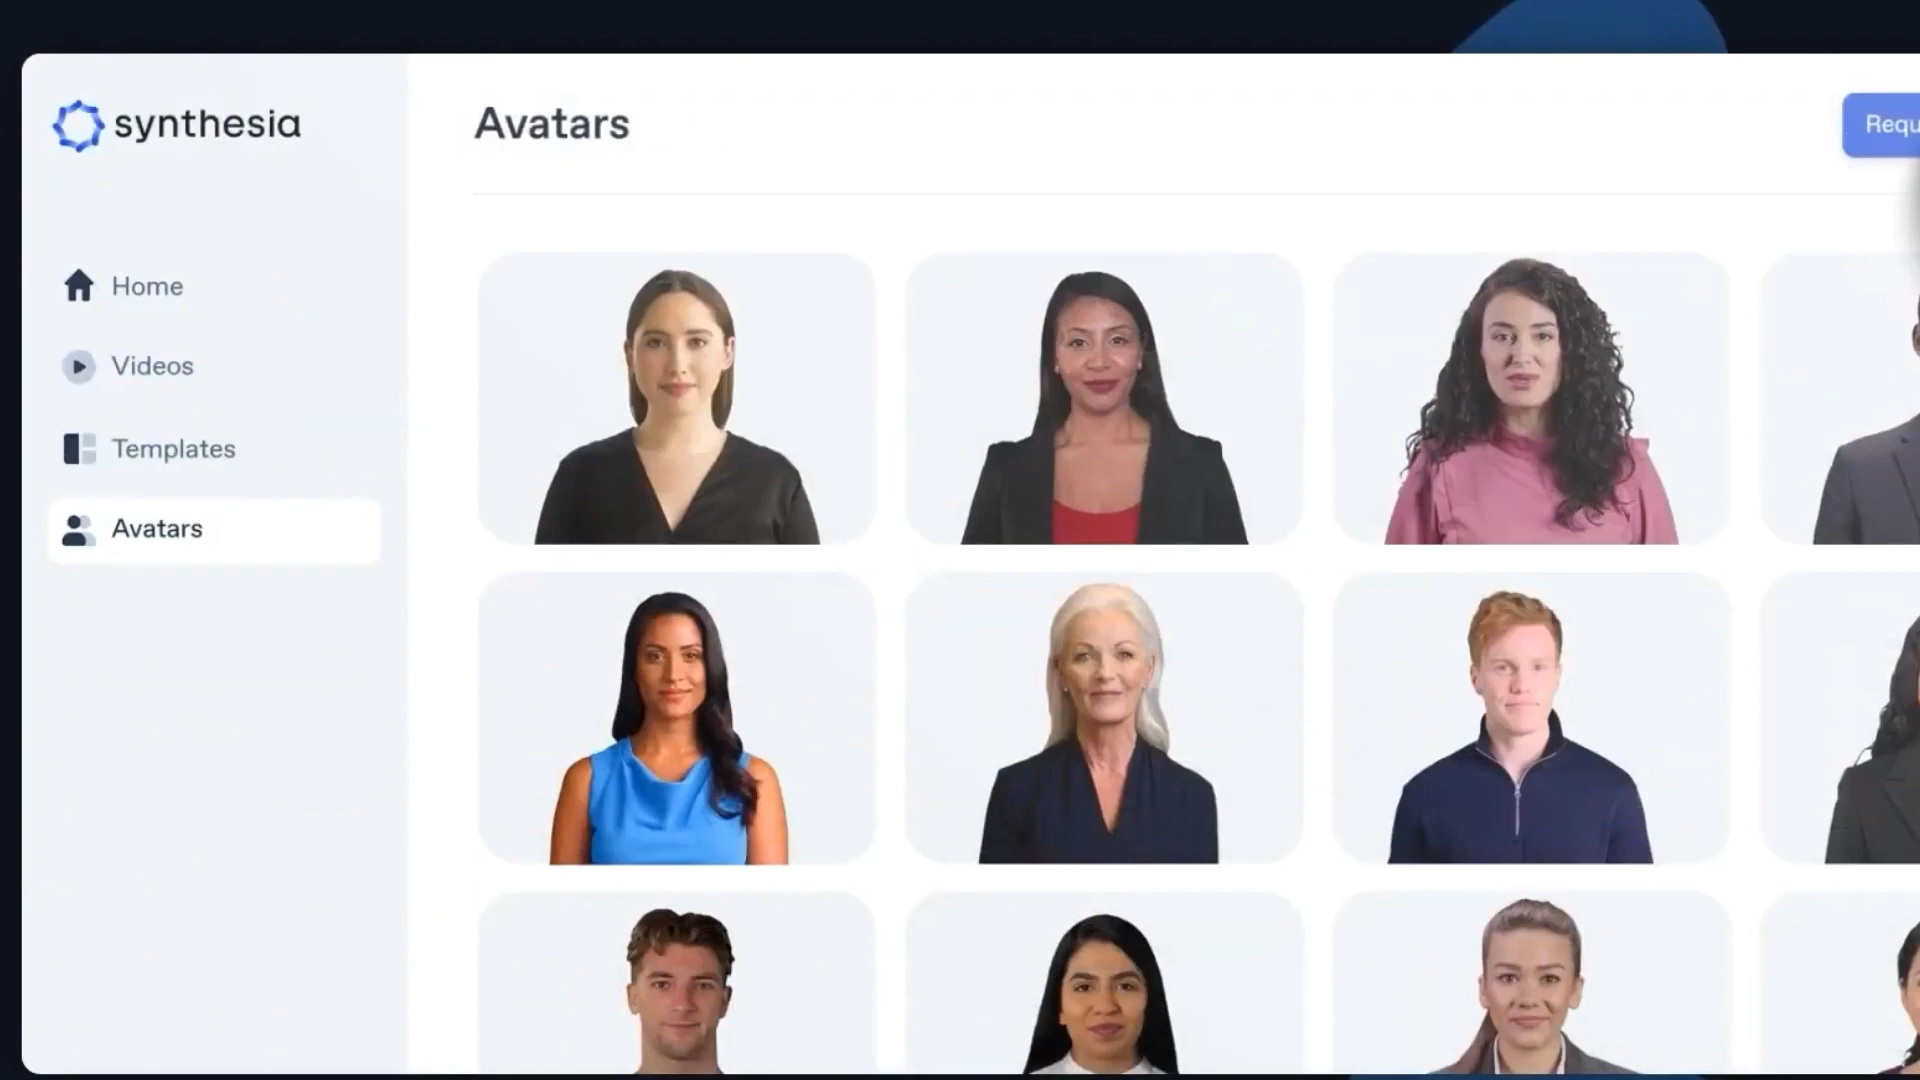 synthesia
Avatars
Home
Videos
Templates
Avatars